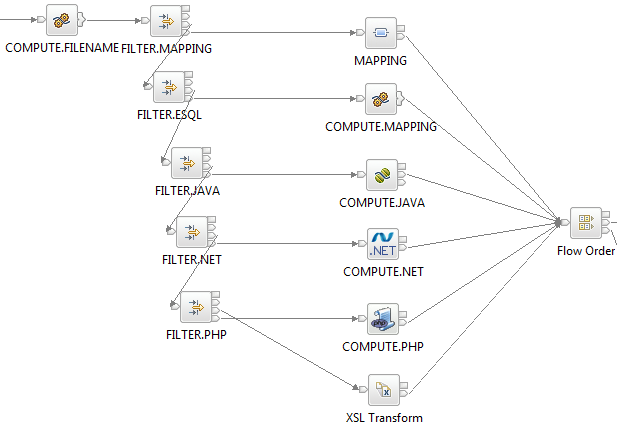 COMPUTE.FILENAME
FILTER.MAPPING
MAPPING
FILTER.ESQL
COMPUTE.MAPPING
FILTER.JAVA
COMPUTE.JAVA
FILTER.NET
.NET
COMPUTE.NET
Flow Order
FILTER.PHP
php
COMPUTE.PHP
X
XSL Transform